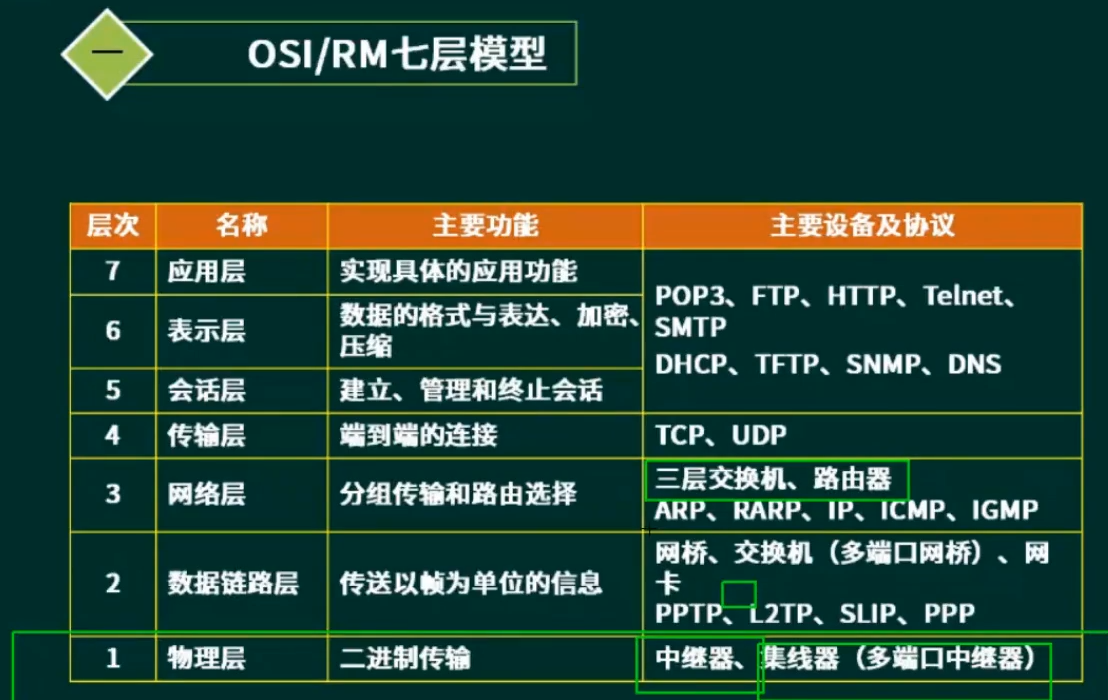 一
OSI/RM七层模型
层次 名称 主要功能 主要设备及协议
7 应用层 实现具体的应用功能
POP3、FTP、HTTP、Telnet、
SMTP
DHCP、TFTP、SNMP、DNS
6 表示层 数据的格式与表达、加密、
压缩
5 会话层 建立、管理和终止会话
4 传输层 端到端的连接 TCP、UDP
3 网络层 分组传输和路由选择 三层交换机、路由器
ARP、RARP、IP、ICMP、IGMP
2 数据链路层 传送以帧为单位的信息 网桥、交换机（多端口网桥）、网
卡
PPTP、L2TP、SLIP、PPP
1 物理层 二进制传输 中继器、集线器（多端口中继器）